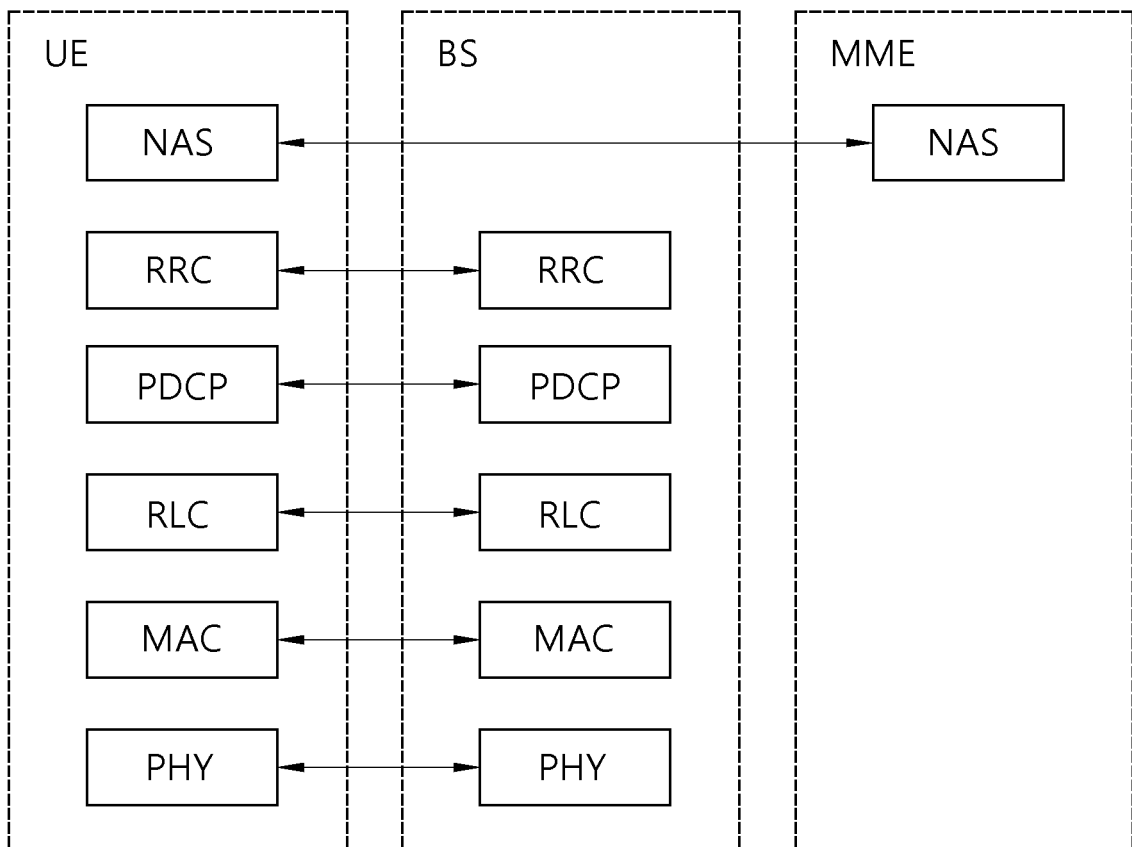 UE BS MME
NAS NAS
RRC RRC
PDCP PDCP
RLC RLC
MAC MAC
PHY PHY